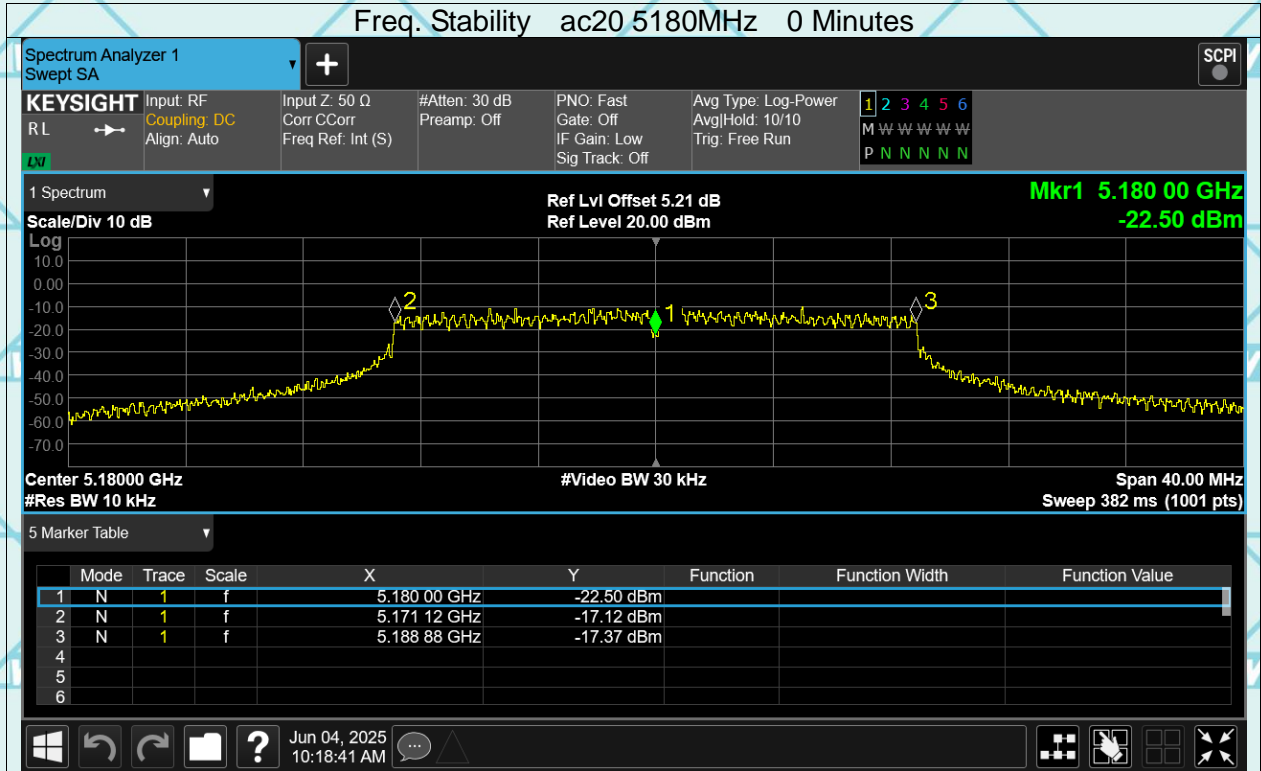 Freq. Stability ac20 5180MHz 0 Minutes
Spectrum Analyzer 1
Swept SA
+
SCPI
KEYSIGHT
RL
LXI
Input: RF
Coupling: DC
Align: Auto
Input Z: 50 Ω
Corr CCorr
Freq Ref: Int (S)
#Atten: 30 dB
Preamp: Off
PNO: Fast
Gate: Off
IF Gain: Low
Sig Track: Off
Avg Type: Log-Power
Avg|Hold: 10/10
Trig: Free Run
1 2 3 4 5 6
M W W W W W
P N N N N N
1 Spectrum
Scale/Div 10 dB
Ref Lvl Offset 5.21 dB
Ref Level 20.00 dBm
Mkr1 5.180 00 GHz
-22.50 dBm
Log
10.0
0.00
-10.0
-20.0
-30.0
-40.0
-50.0
-60.0
-70.0
2
1
3
Center 5.18000 GHz
#Res BW 10 kHz
#Video BW 30 kHz
Span 40.00 MHz
Sweep 382 ms (1001 pts)
5 Marker Table
Mode Trace Scale X Y Function Function Width Function Value
1 N 1 f 5.180 00 GHz -22.50 dBm
2 N 1 f 5.171 12 GHz -17.12 dBm
3 N 1 f 5.188 88 GHz -17.37 dBm
4
5
6
?
Jun 04, 2025
10:18:41 AM